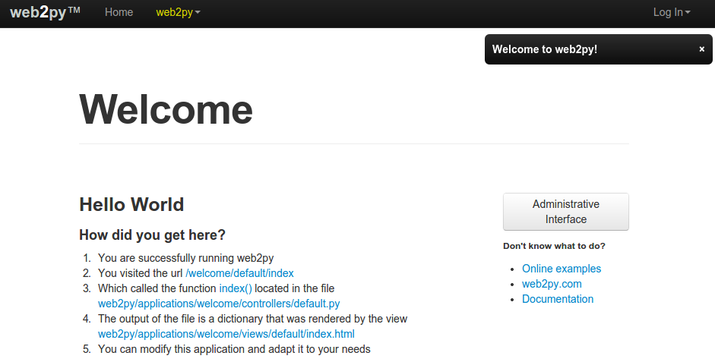 web2py™ Home web2py Log In
Welcome to web2py! ×
Welcome
Hello World
How did you get here?
1. You are successfully running web2py
2. You visited the url /welcome/default/index
3. Which called the function index() located in the file
web2py/applications/welcome/controllers/default.py
4. The output of the file is a dictionary that was rendered by the view
web2py/applications/welcome/views/default/index.html
5. You can modify this application and adapt it to your needs
Administrative
Interface
Don't know what to do?
• Online examples
• web2py.com
• Documentation